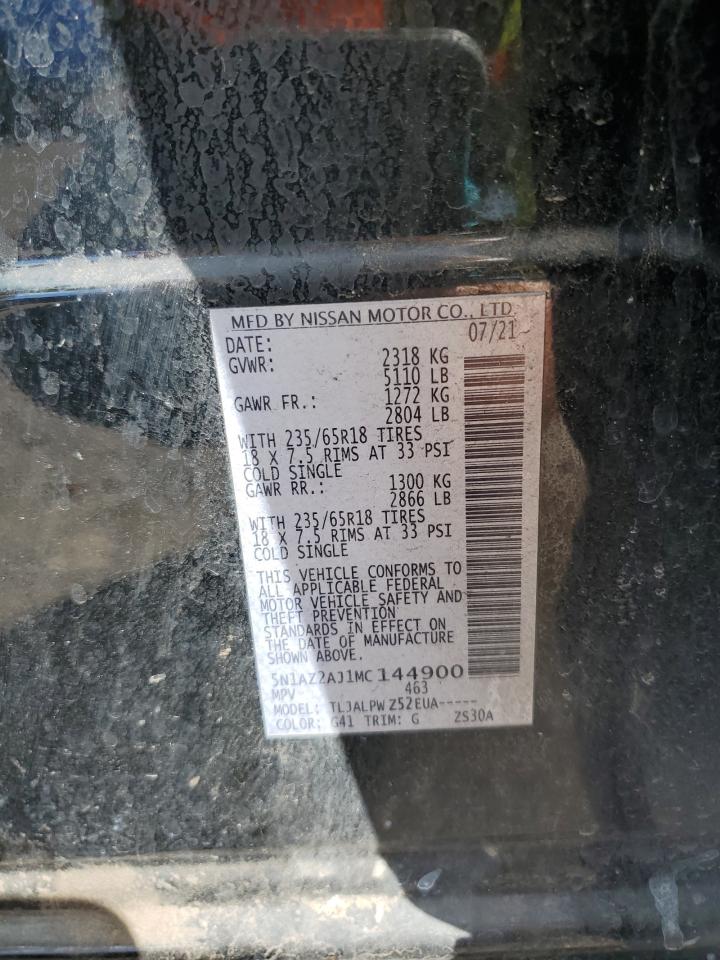 MFD BY NISSAN MOTOR CO., LTD.
DATE: 07/21
GVWR: 2318 KG
5110 LB
GAWR FR.: 1272 KG
2804 LB
WITH 235/65R18 TIRES
18 X 7.5 RIMS AT 33 PSI
COLD SINGLE
GAWR RR.: 1300 KG
2866 LB
WITH 235/65R18 TIRES
18 X 7.5 RIMS AT 33 PSI
COLD SINGLE
THIS VEHICLE CONFORMS TO
ALL APPLICABLE FEDERAL
MOTOR VEHICLE SAFETY AND
THEFT PREVENTION
STANDARDS IN EFFECT ON
THE DATE OF MANUFACTURE
SHOWN ABOVE.
5N1AZ2AJ1MC144900
MPV 463
MODEL: TLJALPWZ52EUA-----
COLOR: G41 TRIM: G ZS30A